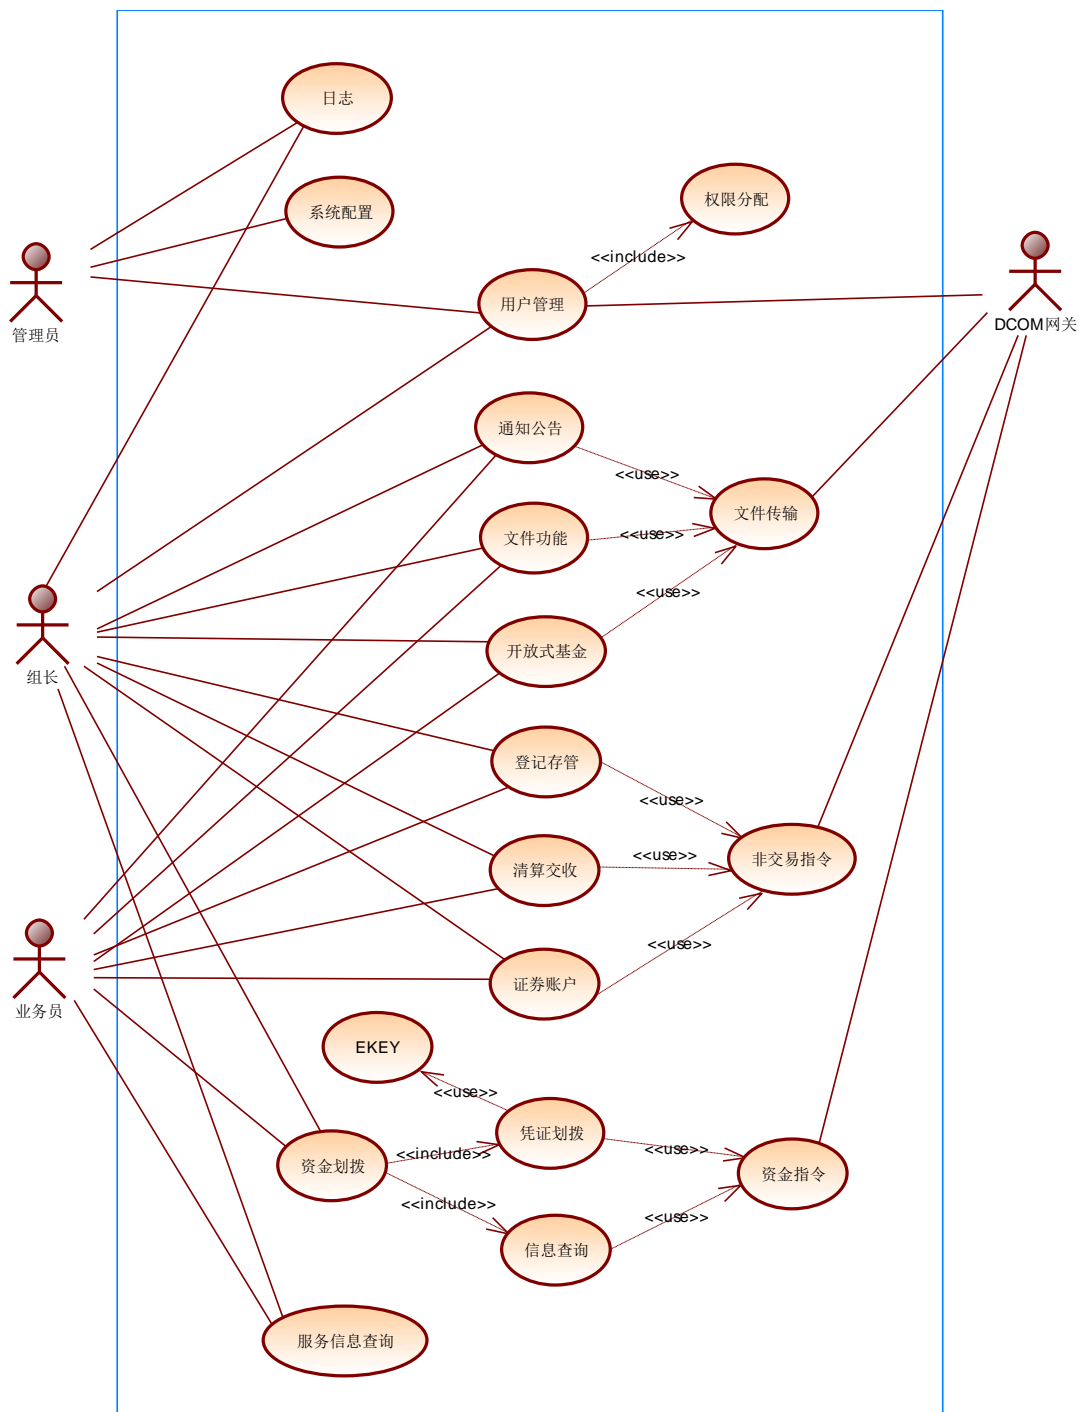 日志
系统配置
权限分配
<<include>>
管理员
用户管理
DCOM网关
通知公告
<<use>>
文件传输
文件功能
<<use>>
<<use>>
开放式基金
组长
登记存管
<<use>>
清算交收
<<use>>
非交易指令
<<use>>
证券账户
业务员
EKEY
<<use>>
凭证划拨
<<use>>
<<include>>
资金划拨
资金指令
<<include>>
<<use>>
信息查询
服务信息查询